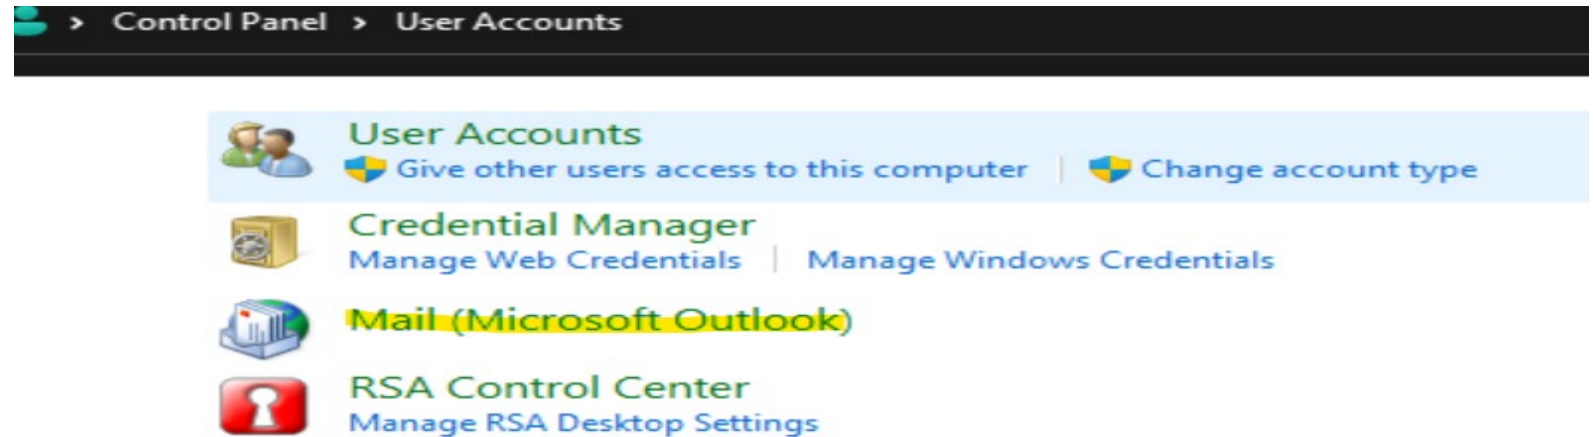 > Control Panel > User Accounts
User Accounts
Give other users access to this computer | Change account type
Credential Manager
Manage Web Credentials | Manage Windows Credentials
Mail (Microsoft Outlook)
RSA Control Center
Manage RSA Desktop Settings